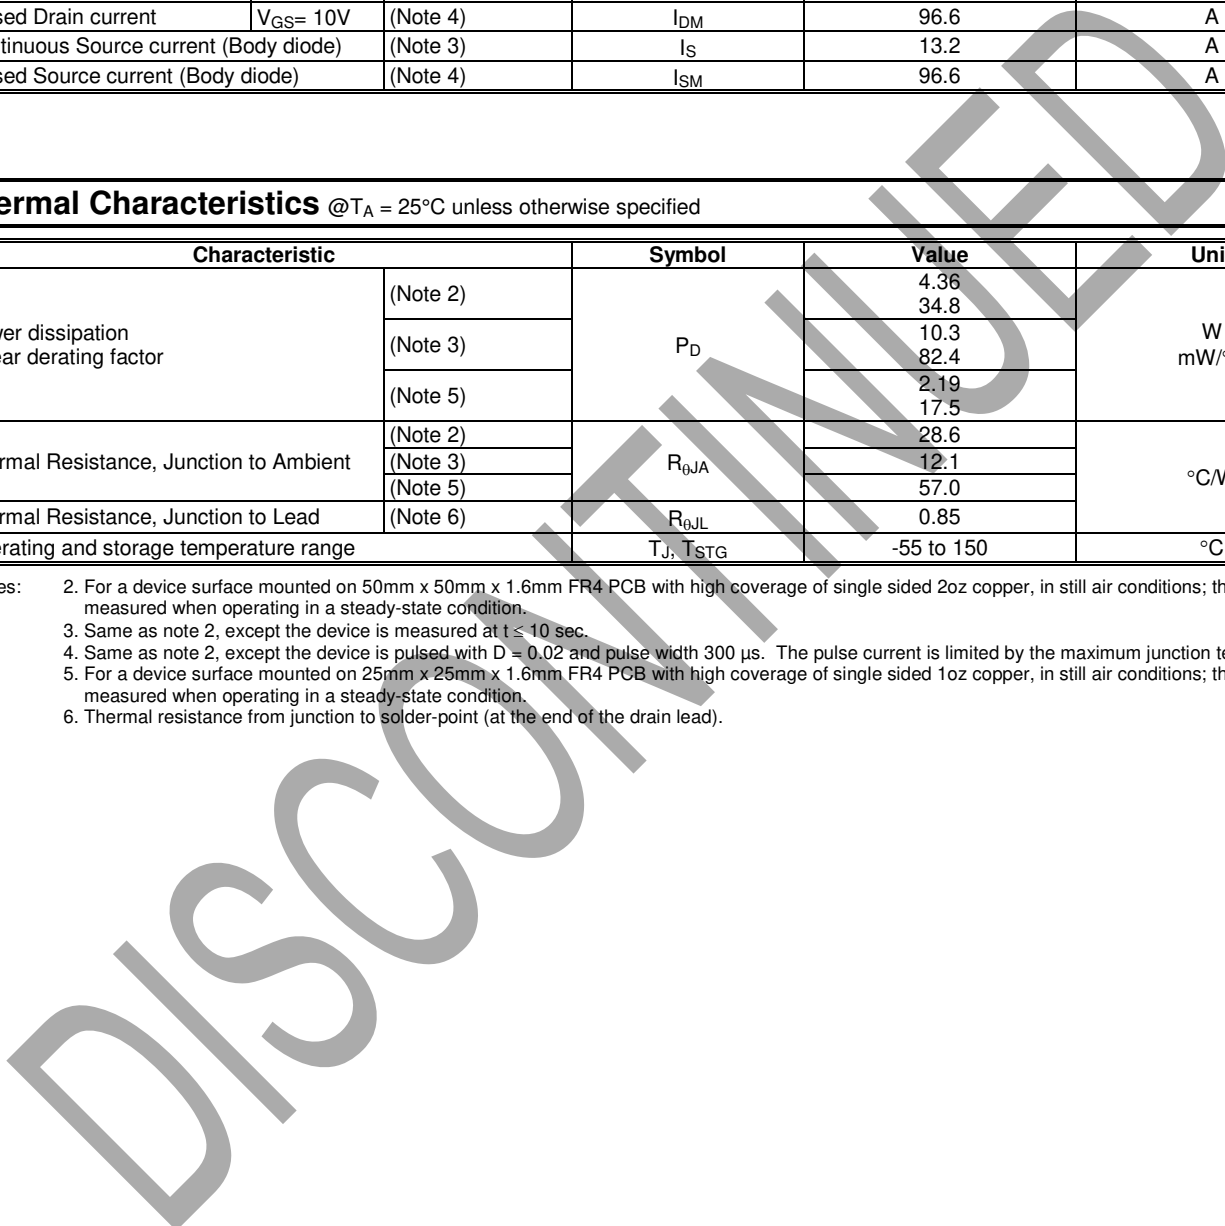 sed Drain current VGS= 10V (Note 4) IDM 96.6 A
tinuous Source current (Body diode) (Note 3) IS 13.2 A
sed Source current (Body diode) (Note 4) ISM 96.6 A
ermal Characteristics @TA = 25°C unless otherwise specified
Characteristic Symbol Value Uni
wer dissipation
ear derating factor
(Note 2) 4.36
34.8
(Note 3) PD 10.3
82.4
W
mW/°
(Note 5) 2.19
17.5
rmal Resistance, Junction to Ambient (Note 2) 28.6
(Note 3) RθJA 12.1 °C/W
(Note 5) 57.0
rmal Resistance, Junction to Lead (Note 6) RθJL 0.85
erating and storage temperature range TJ, TSTG -55 to 150 °C
es: 2. For a device surface mounted on 50mm x 50mm x 1.6mm FR4 PCB with high coverage of single sided 2oz copper, in still air conditions; th
measured when operating in a steady-state condition.
3. Same as note 2, except the device is measured at t ≤ 10 sec.
4. Same as note 2, except the device is pulsed with D = 0.02 and pulse width 300 µs. The pulse current is limited by the maximum junction te
5. For a device surface mounted on 25mm x 25mm x 1.6mm FR4 PCB with high coverage of single sided 1oz copper, in still air conditions; th
measured when operating in a steady-state condition.
6. Thermal resistance from junction to solder-point (at the end of the drain lead).
DISCONTINUED